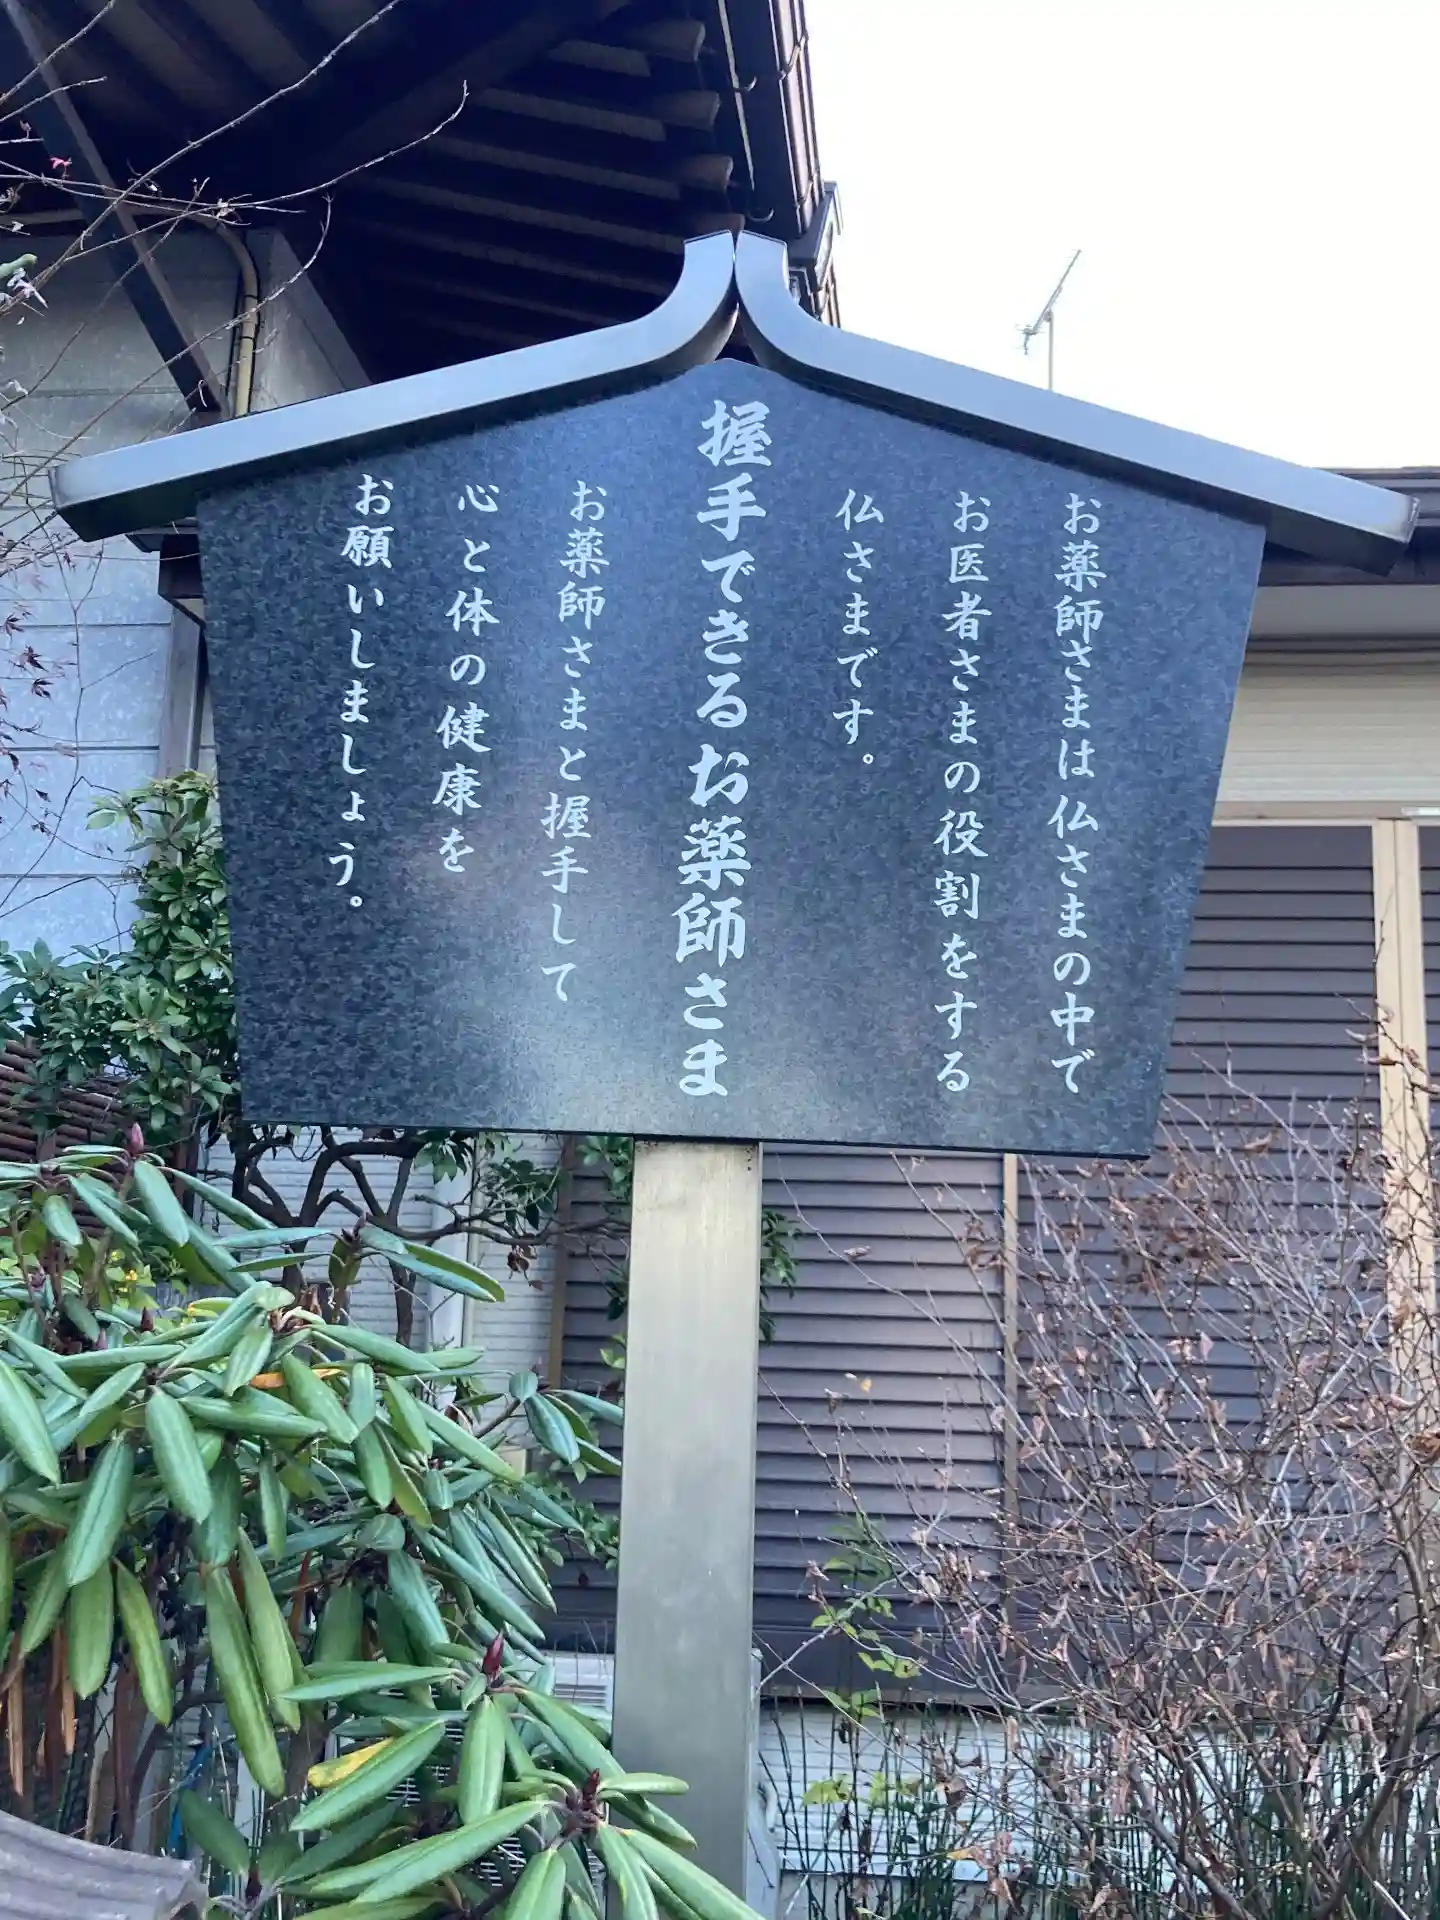 お薬師さまは仏さまの中で
お医者さまの役割をする
仏さまです。
握手できるお薬師さま
お薬師さまと握手して
心と体の健康を
お願いしましょう。